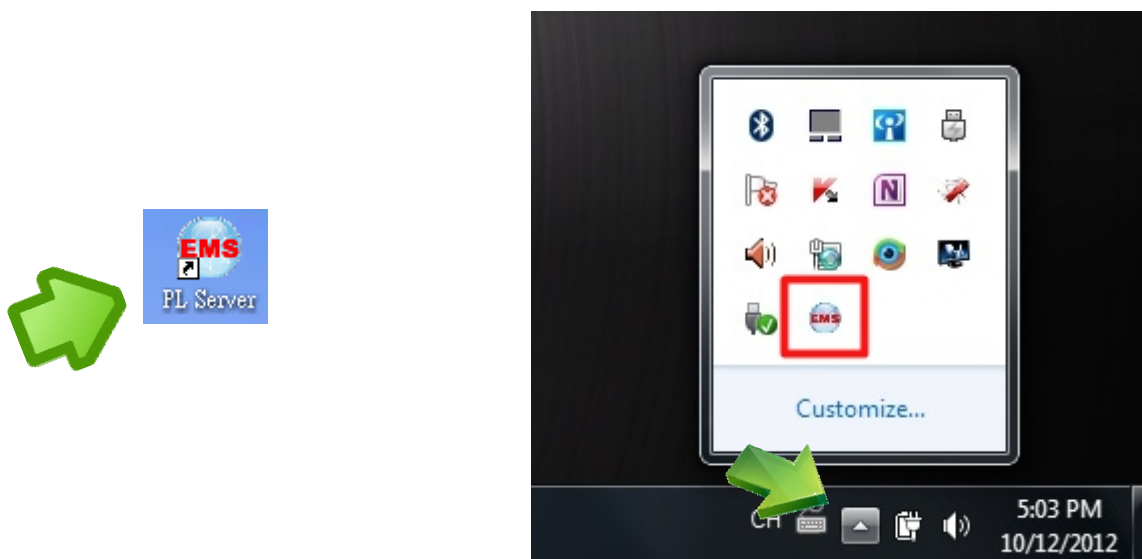 EMS
PL Server
N
EMS
Customize...
CH
5:03 PM
10/12/2012